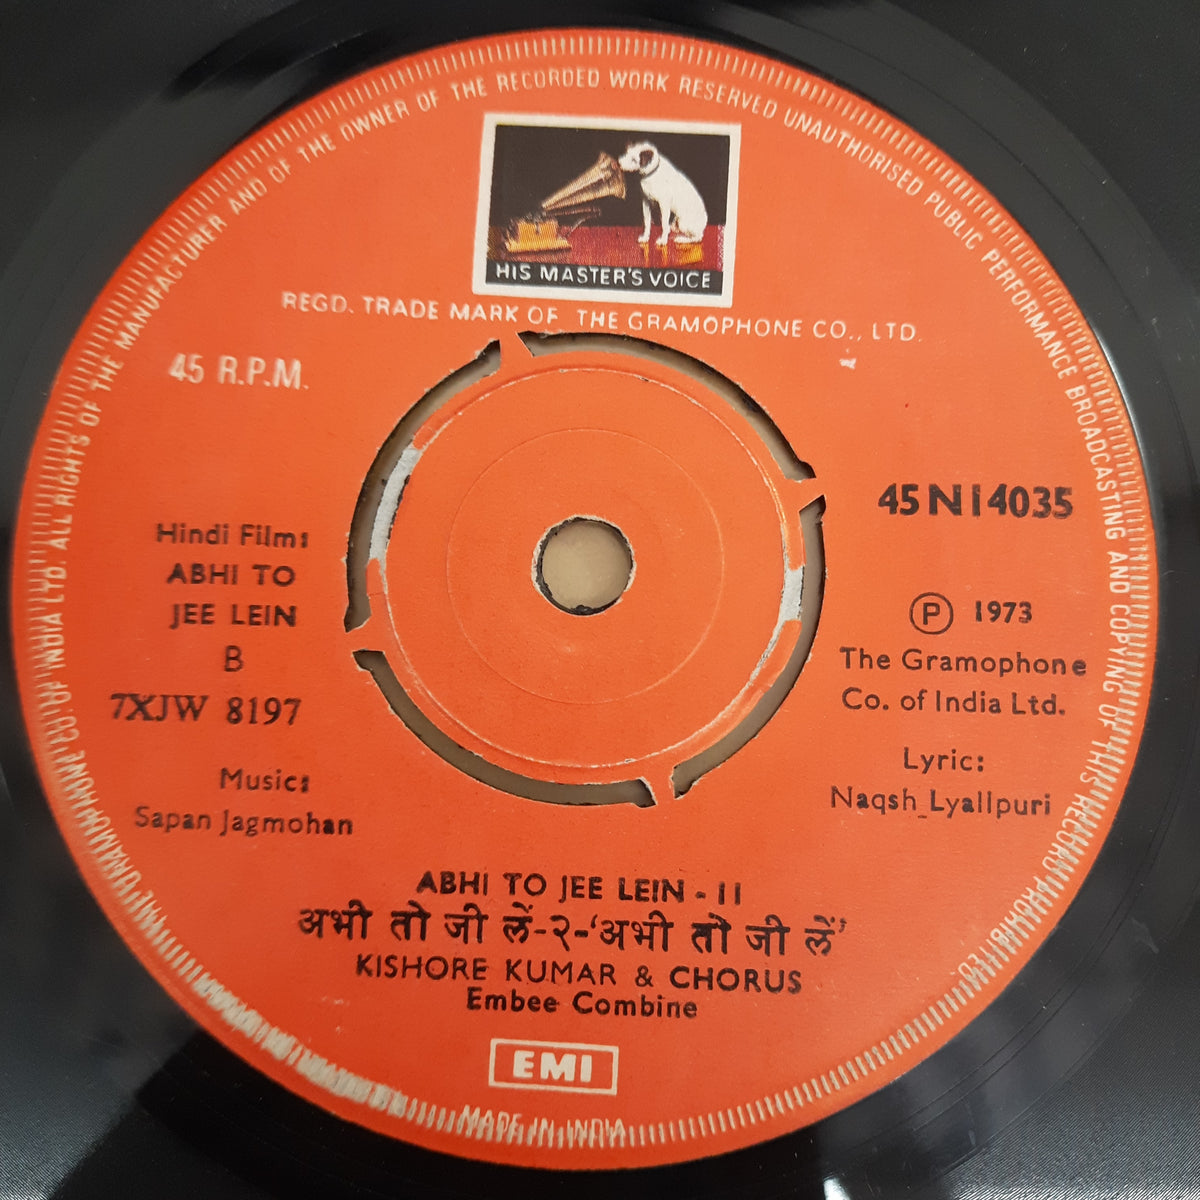 THE GRAMOPHONE CO. OF INDIA LTD. ALL RIGHTS OF THE MANUFACTURER AND OF THE OWNER OF THE RECORDED WORK RESERVED UNAUTHORISED PUBLIC PERFORMANCE BROADCASTING AND COPYING OF THIS RECORD PROHIBITED
HIS MASTER'S VOICE
REGD. TRADE MARK OF THE GRAMOPHONE CO., LTD.
45 R.P.M.
45N14035
Hindi Film:
ABHI TO
JEE LEIN
B
7XJW 8197
Music:
Sapan Jagmohan
Ⓟ 1973
The Gramophone
Co. of India Ltd.
Lyric:
Naqsh Lyallpuri
ABHI TO JEE LEIN - II
अभी तो जी लें-२-‘अभी तो जी लें’
KISHORE KUMAR & CHORUS
Embee Combine
EMI
MADE IN INDIA